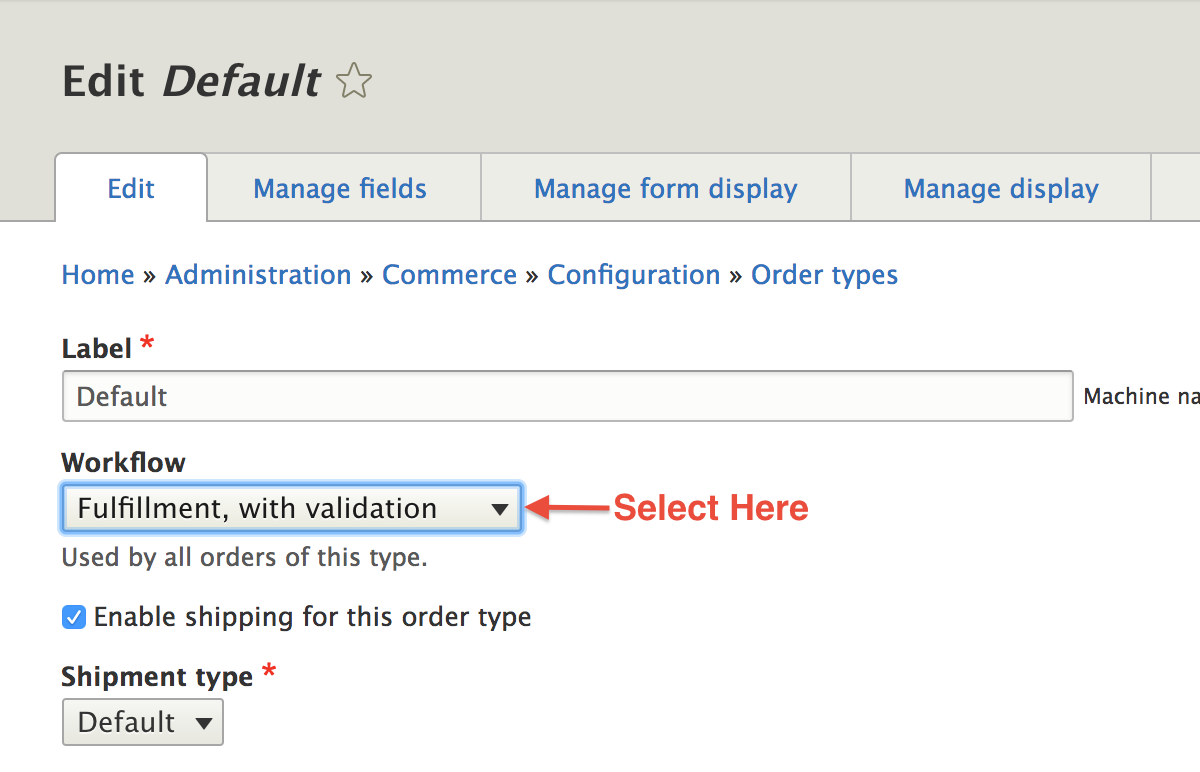 Edit Default
Edit Manage fields Manage form display Manage display
Home » Administration » Commerce » Configuration » Order types
Label *
Default Machine na
Workflow
Fulfillment, with validation Select Here
Used by all orders of this type.
Enable shipping for this order type
Shipment type *
Default